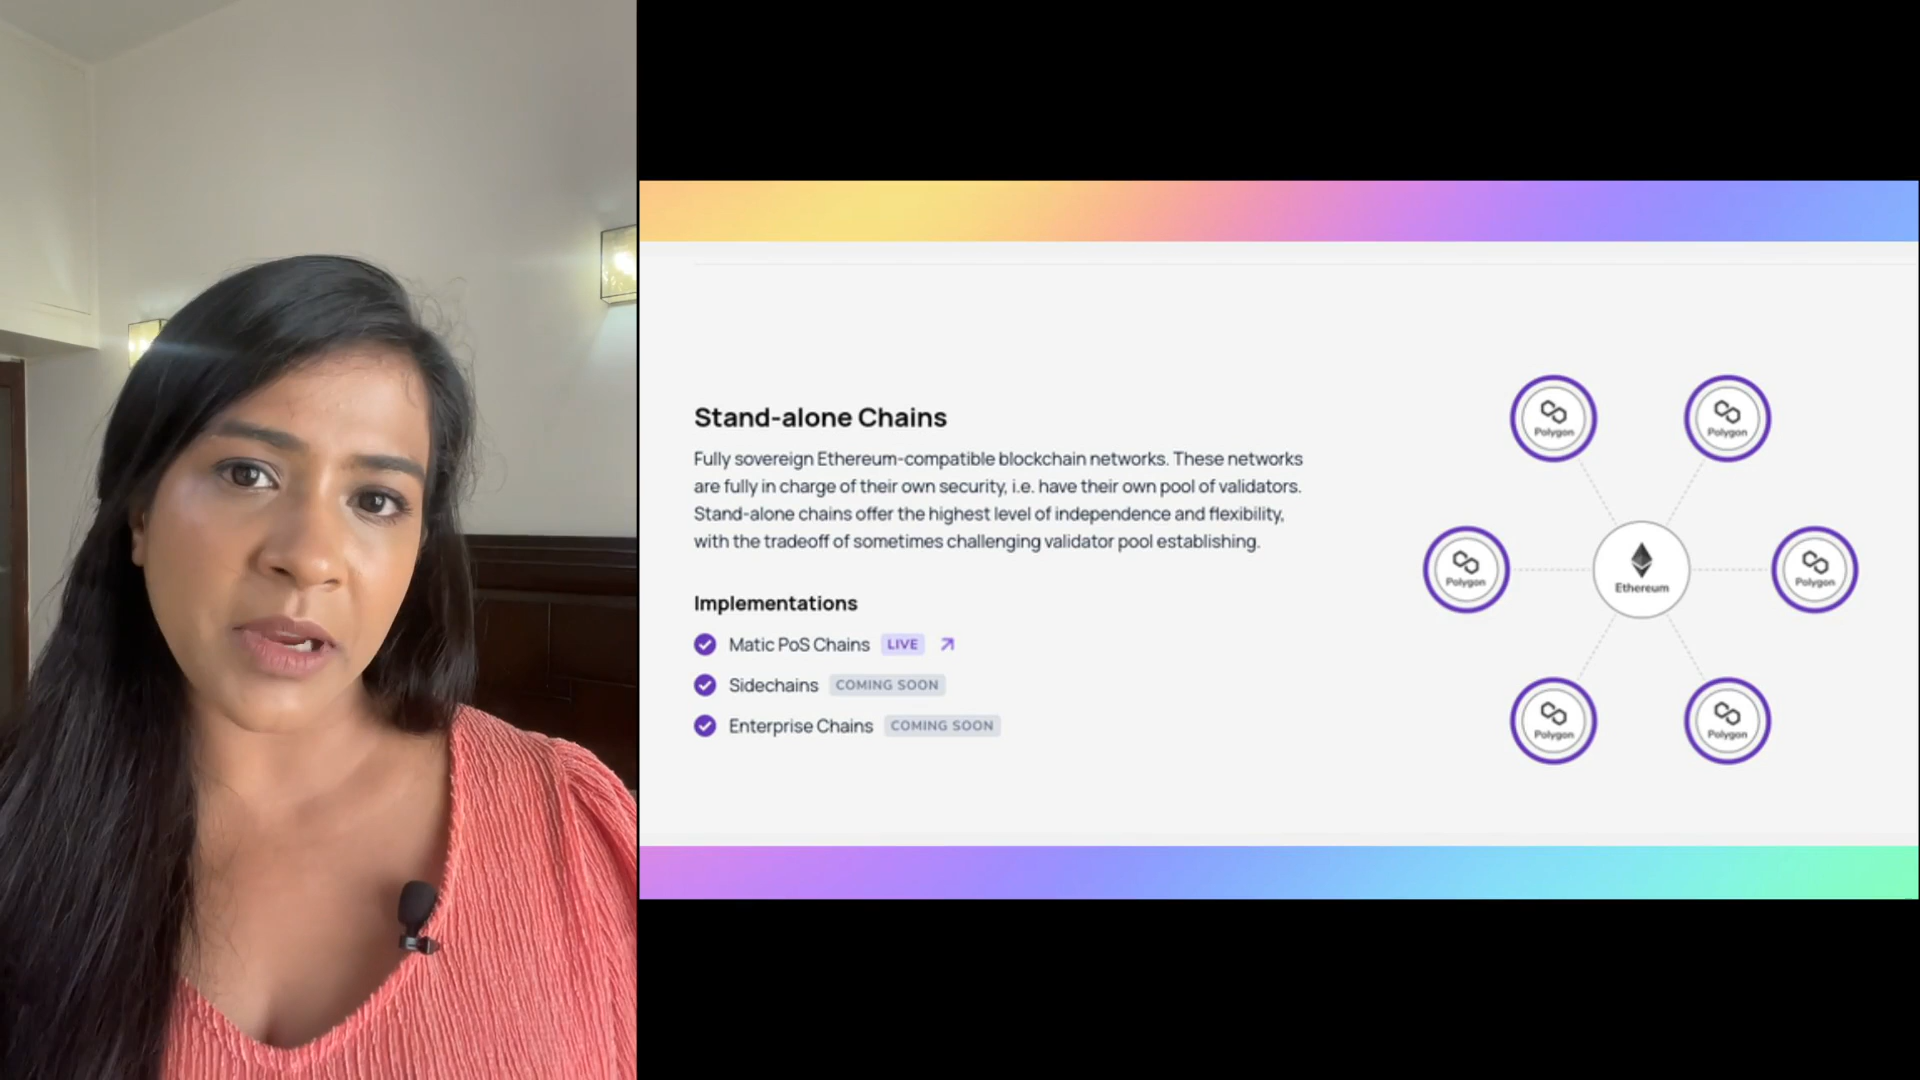 Stand-alone Chains
Fully sovereign Ethereum-compatible blockchain networks. These networks
are fully in charge of their own security, i.e. have their own pool of validators.
Stand-alone chains offer the highest level of independence and flexibility,
with the tradeoff of sometimes challenging validator pool establishing.
Implementations
Matic PoS Chains LIVE
Sidechains COMING SOON
Enterprise Chains COMING SOON
Polygon
Polygon
Polygon
Ethereum
Polygon
Polygon
Polygon